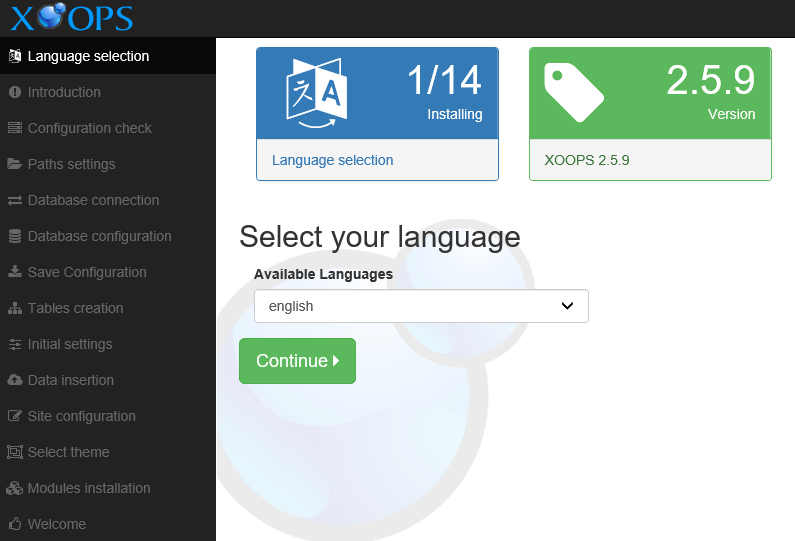 XOOPS
Language selection
Introduction
Configuration check
Paths settings
Database connection
Database configuration
Save Configuration
Tables creation
Initial settings
Data insertion
Site configuration
Select theme
Modules installation
Welcome
A
1/14
Installing
Language selection
2.5.9
Version
XOOPS 2.5.9
Select your language
Available Languages
english
Continue